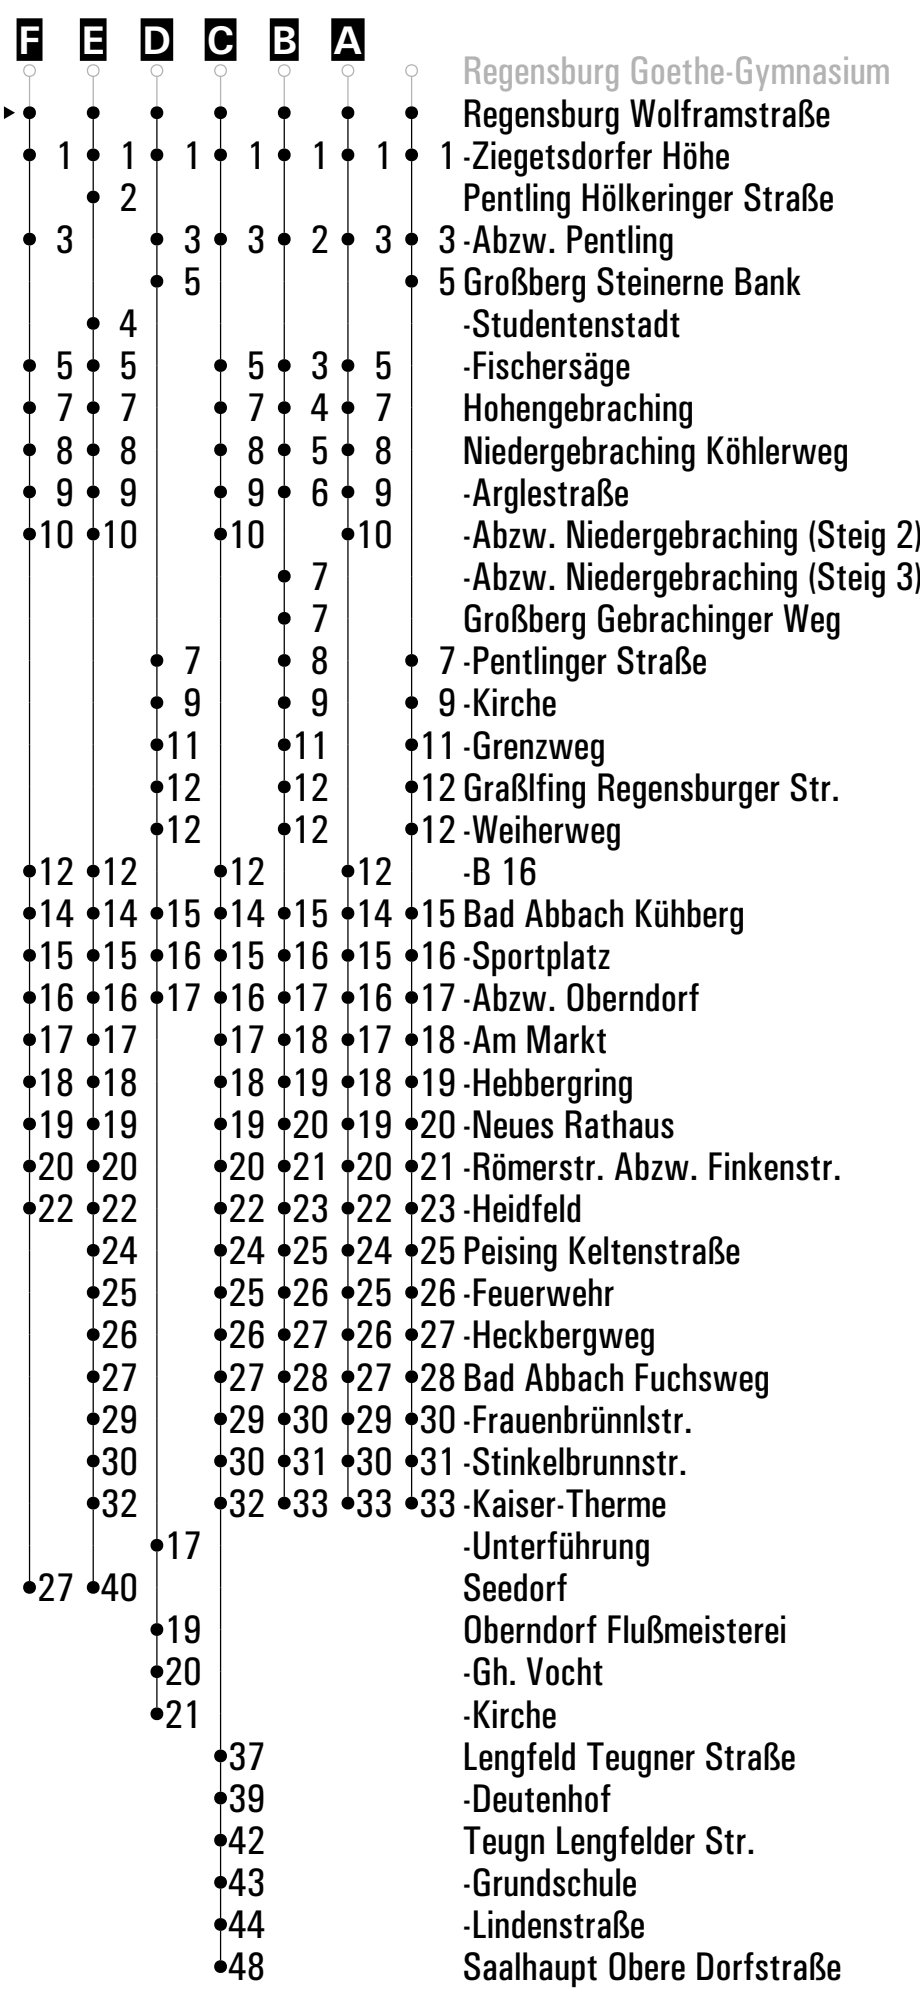 F E D C B A
Regensburg Goethe-Gymnasium
Regensburg Wolframstraße
1 1 1 1 1 1 1 -Ziegetsdorfer Höhe
2 Pentling Hölkeringer Straße
3 3 3 2 3 3 -Abzw. Pentling
5 5 Großberg Steinerne Bank
4 -Studentenstadt
5 5 5 3 5 -Fischersäge
7 7 7 4 7 Hohengebraching
8 8 8 5 8 Niedergebraching Köhlerweg
9 9 9 6 9 -Arglestraße
10 10 10 10 -Abzw. Niedergebraching (Steig 2)
7 -Abzw. Niedergebraching (Steig 3)
7 Großberg Gebrachinger Weg
7 8 7 -Pentlinger Straße
9 9 9 -Kirche
11 11 11 -Grenzweg
12 12 12 Graßlfing Regensburger Str.
12 12 12 -Weiherweg
12 12 12 12 -B 16
14 14 15 14 15 14 15 Bad Abbach Kühberg
15 15 16 15 16 15 16 -Sportplatz
16 16 17 16 17 16 17 -Abzw. Oberndorf
17 17 17 18 17 18 -Am Markt
18 18 18 19 18 19 -Hebbergring
19 19 19 20 19 20 -Neues Rathaus
20 20 20 21 20 21 -Römerstr. Abzw. Finkenstr.
22 22 22 23 22 23 -Heidfeld
24 24 25 24 25 Peising Keltenstraße
25 25 26 25 26 -Feuerwehr
26 26 27 26 27 -Heckbergweg
27 27 28 27 28 Bad Abbach Fuchsweg
29 29 30 29 30 -Frauenbrünnlstr.
30 30 31 30 31 -Stinkelbrunnstr.
32 32 33 33 33 -Kaiser-Therme
17 -Unterführung
27 40 Seedorf
19 Oberndorf Flußmeisterei
20 -Gh. Vocht
21 -Kirche
37 Lengfeld Teugner Straße
39 -Deutenhof
42 Teugn Lengfelder Str.
43 -Grundschule
44 -Lindenstraße
48 Saalhaupt Obere Dorfstraße